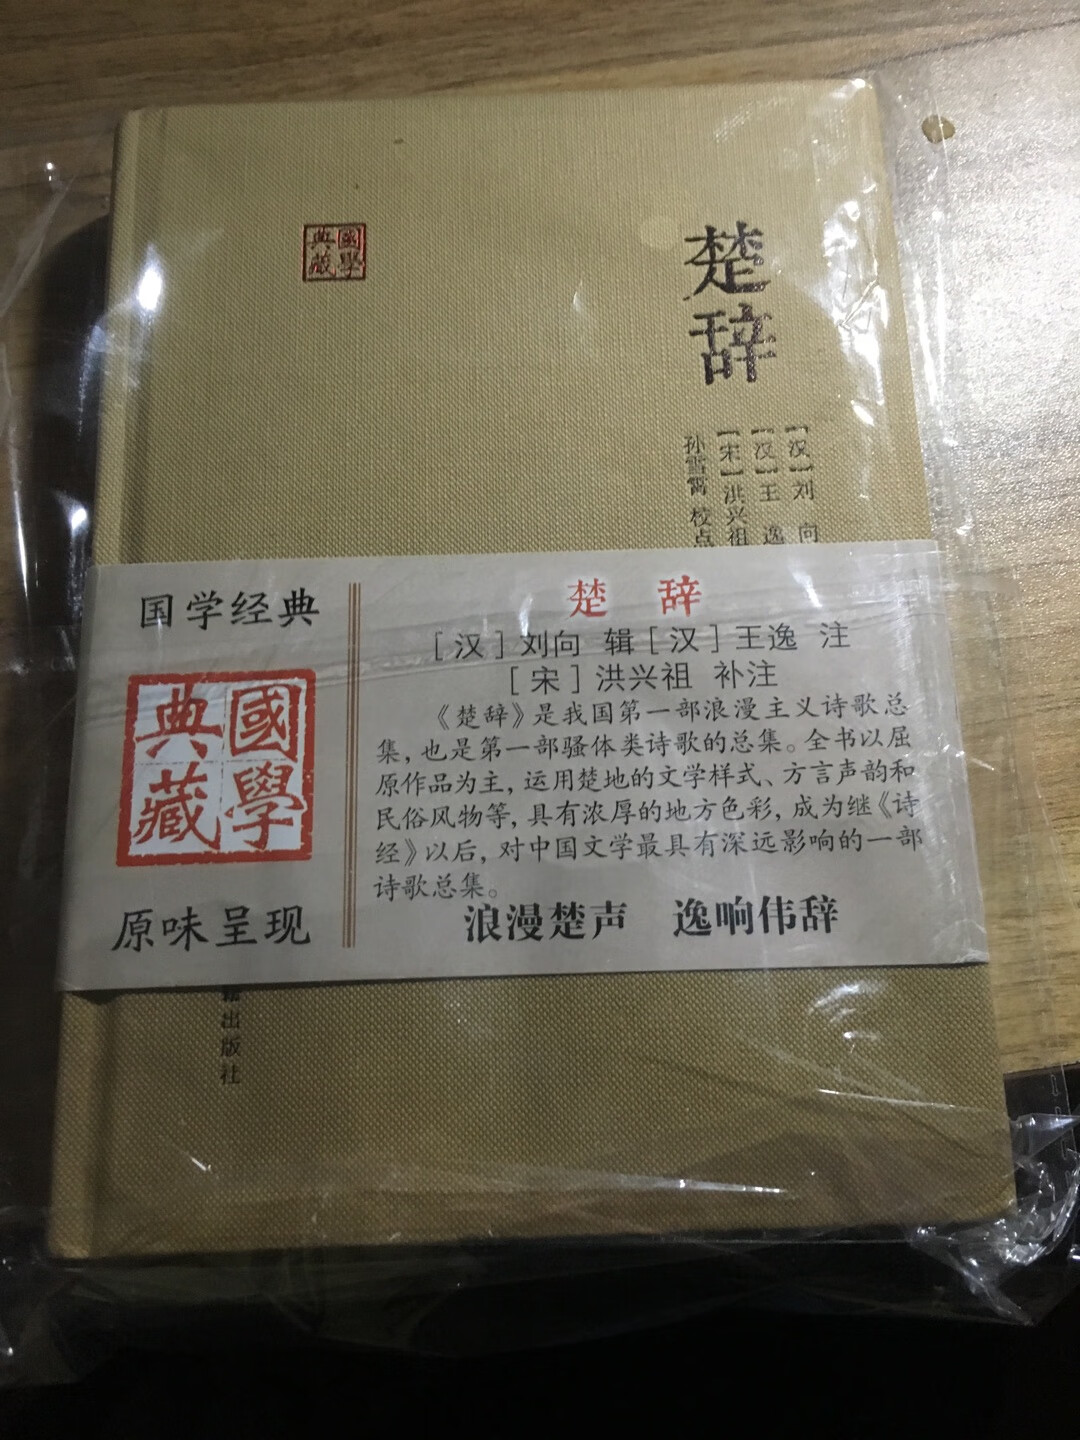 國學
典藏
楚辞
[汉]刘 向
[汉]王 逸
[宋]洪兴祖
孙雪霄 校点
国学经典
國學
典藏
原味呈现
楚 辞
[汉]刘向 辑[汉]王逸 注
[宋]洪兴祖 补注
《楚辞》是我国第一部浪漫主义诗歌总
集，也是第一部骚体类诗歌的总集。全书以屈
原作品为主，运用楚地的文学样式、方言声韵和
民俗风物等，具有浓厚的地方色彩，成为继《诗
经》以后，对中国文学最具有深远影响的一部
诗歌总集。
浪漫楚声 逸响伟辞
出版社